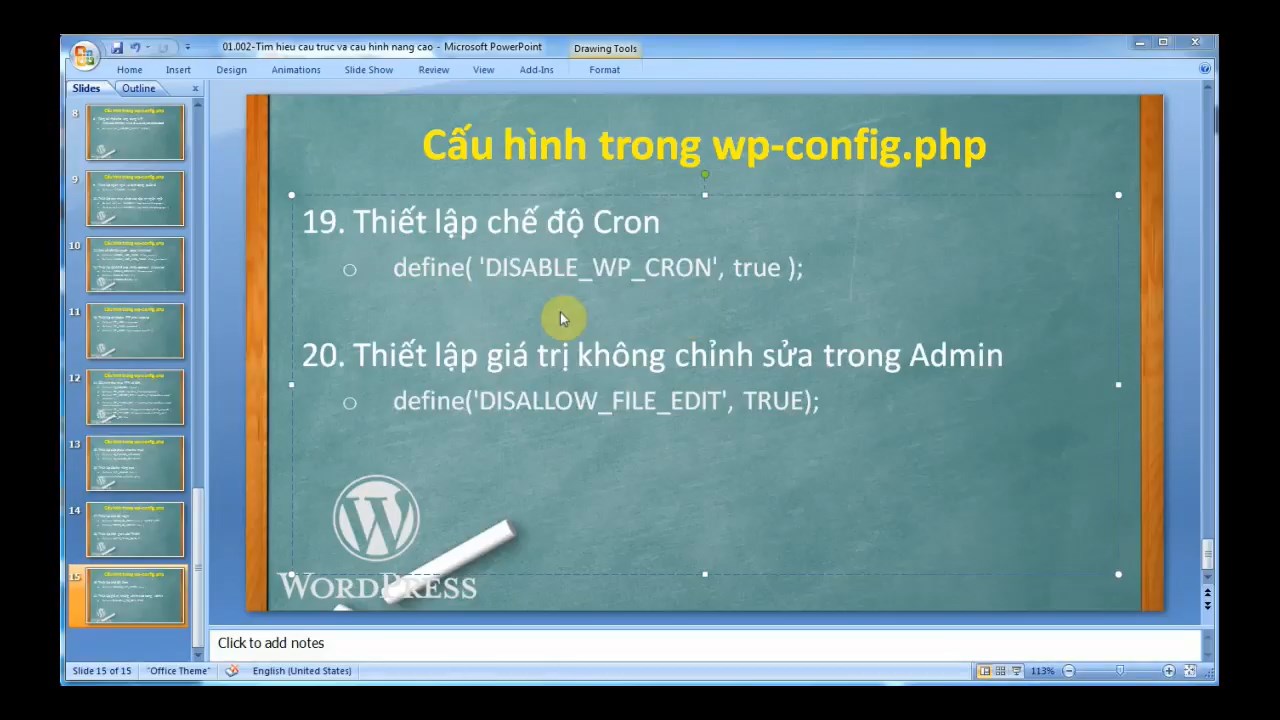 01.002-Tim hieu cau truc va cau hinh nang cao - Microsoft PowerPoint
Drawing Tools
Home Insert Design Animations Slide Show Review View Add-Ins Format
Slides Outline
8
9
10
11
12
13
14
15
Cấu hình trong wp-config.php
19. Thiết lập chế độ Cron
define( 'DISABLE_WP_CRON', true );
20. Thiết lập giá trị không chỉnh sửa trong Admin
define('DISALLOW_FILE_EDIT', TRUE);
WORDPRESS
Click to add notes
Slide 15 of 15 "Office Theme" English (United States) 113%